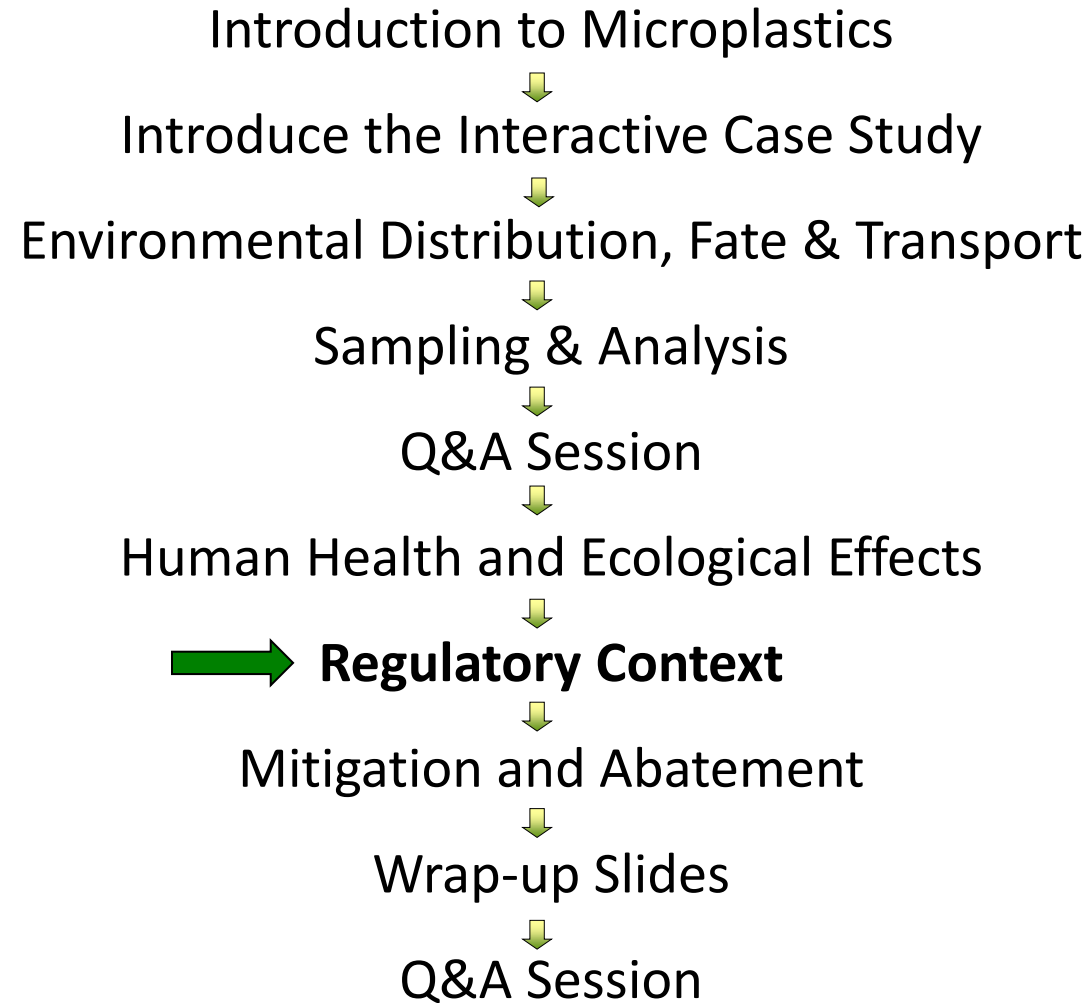 Introduction to Microplastics
Introduce the Interactive Case Study
Environmental Distribution, Fate & Transport
Sampling & Analysis
Q&A Session
Human Health and Ecological Effects
Regulatory Context
Mitigation and Abatement
Wrap-up Slides
Q&A Session